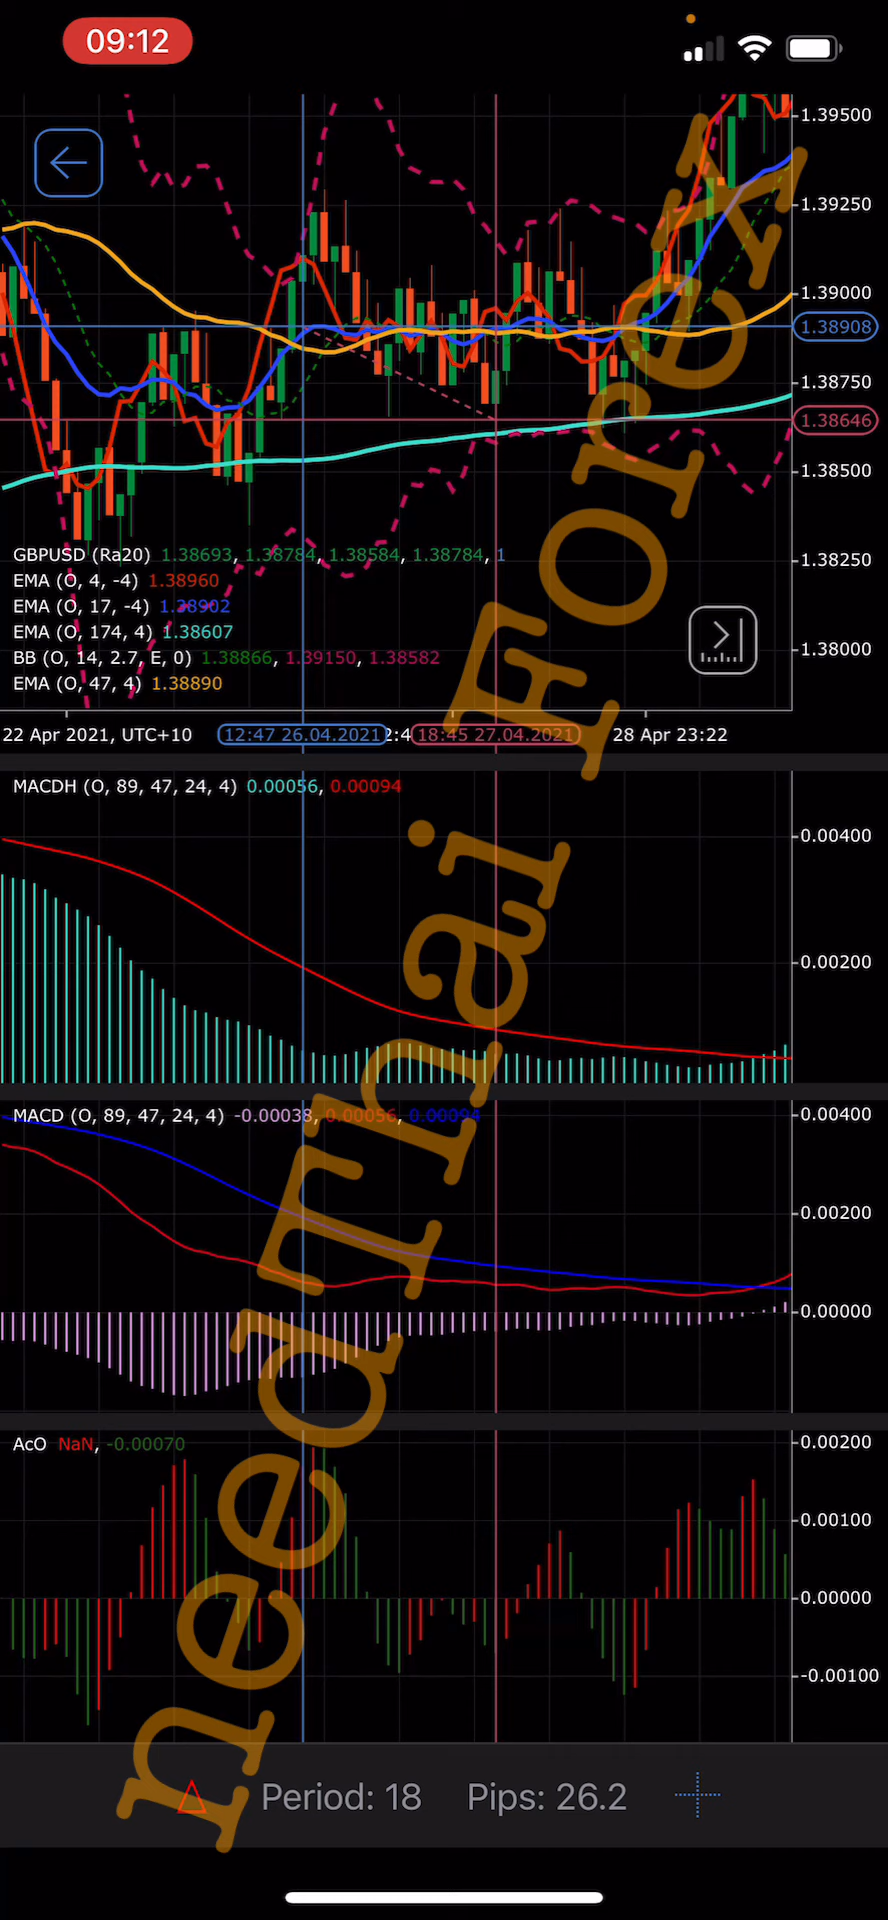 09:12
1.39500
1.39250
1.39000
1.38908
1.38750
1.38646
1.38500
1.38250
1.38000
GBPUSD (Ra20) 1.38693, 1.38784, 1.38584, 1.38784, 1
EMA (O, 4, -4) 1.38960
EMA (O, 17, -4) 1.38902
EMA (O, 174, 4) 1.38607
BB (O, 14, 2.7, E, 0) 1.38866, 1.39150, 1.38582
EMA (O, 47, 4) 1.38890
22 Apr 2021, UTC+10 12:47 26.04.2021 2:4 18:45 27.04.2021 28 Apr 23:22
MACDH (O, 89, 47, 24, 4) 0.00056, 0.00094
0.00400
0.00200
MACD (O, 89, 47, 24, 4) -0.00038, 0.00056, 0.00094
0.00400
0.00200
0.00000
AcO NaN, -0.00070
0.00200
0.00100
0.00000
-0.00100
need Thai Forex
Period: 18 Pips: 26.2